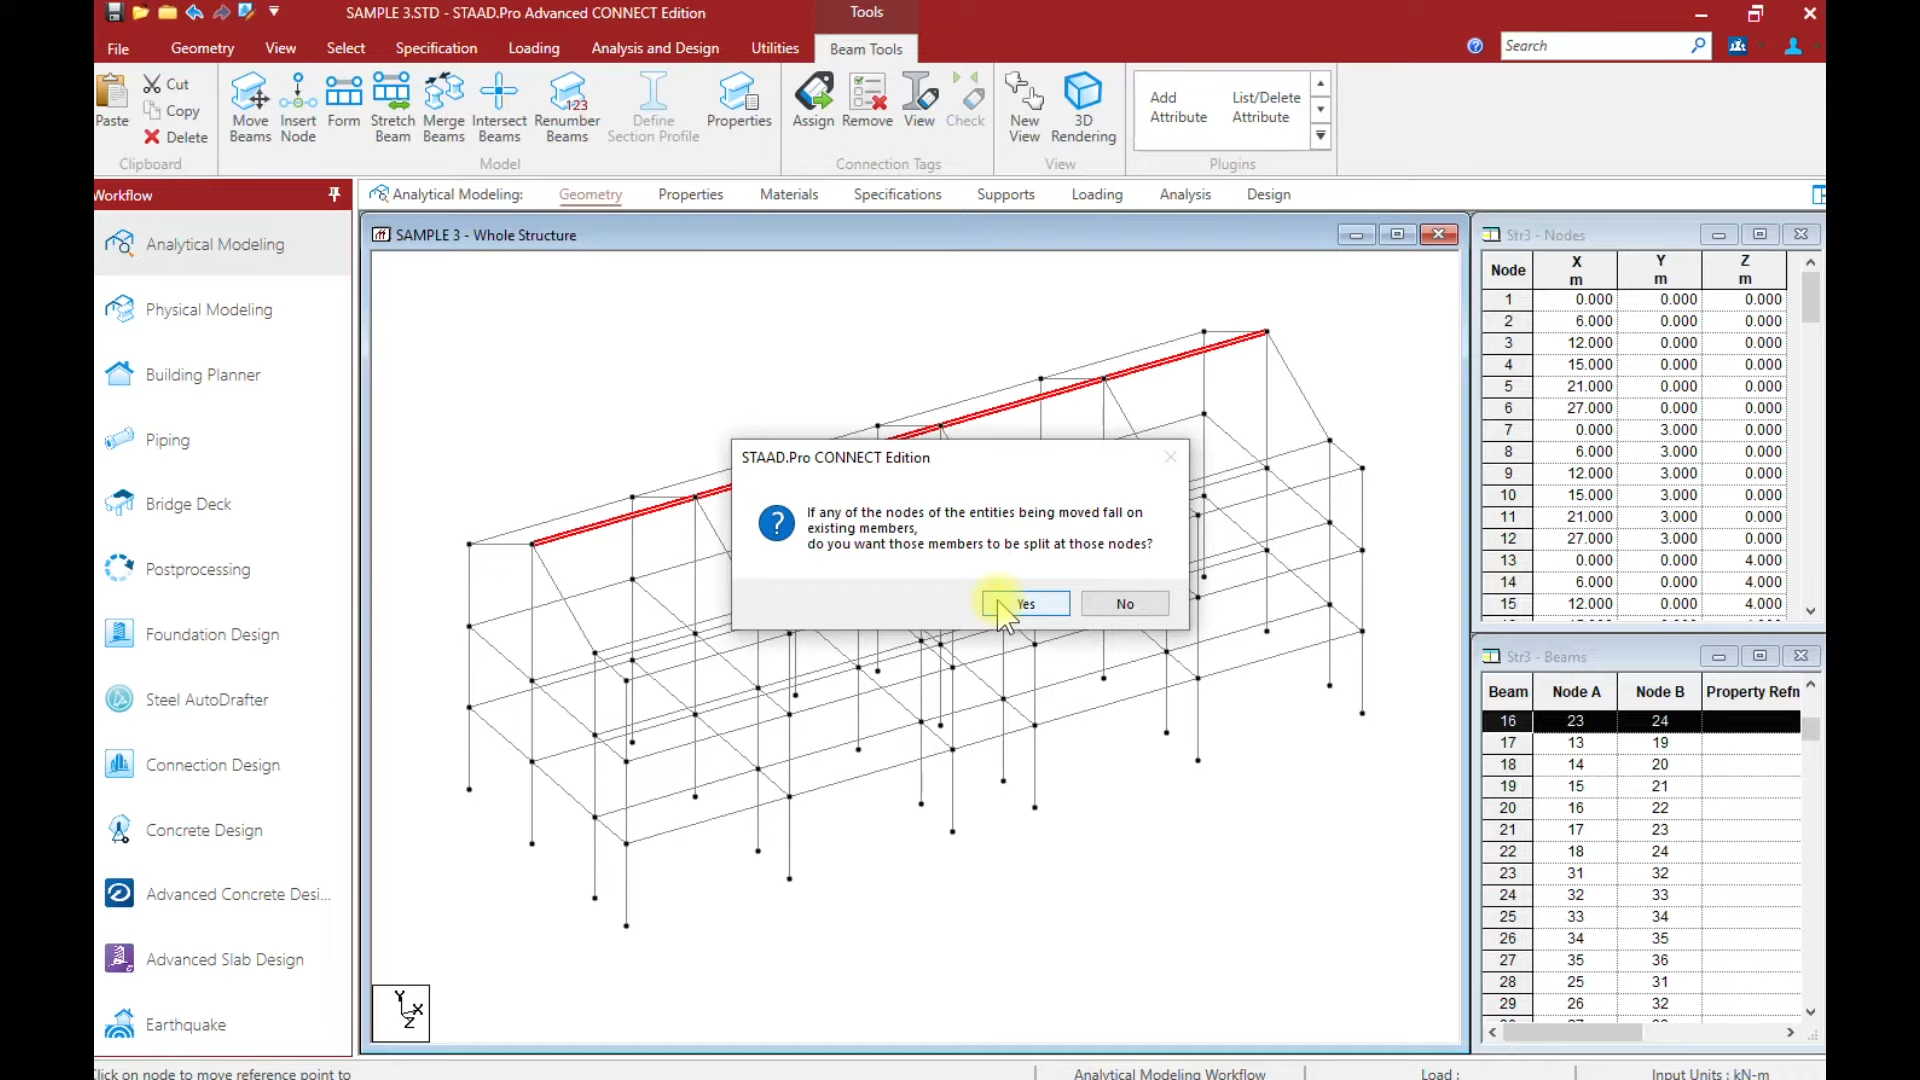 SAMPLE 3.STD - STAAD.Pro Advanced CONNECT Edition
Tools
File
Geometry
View
Select
Specification
Loading
Analysis and Design
Utilities
Beam Tools
Search
Paste
Cut
Copy
Delete
Clipboard
Move Beams
Insert Node
Form
Stretch Beam
Merge Beams
Intersect Beams
Renumber Beams
Define Section Profile
Properties
Model
Assign
Remove
View
Check
Connection Tags
New View
3D Rendering
View
Add Attribute
List/Delete Attribute
Plugins
Workflow
Analytical Modeling:
Geometry
Properties
Materials
Specifications
Supports
Loading
Analysis
Design
Analytical Modeling
Physical Modeling
Building Planner
Piping
Bridge Deck
Postprocessing
Foundation Design
Steel AutoDrafter
Connection Design
Concrete Design
Advanced Concrete Desi...
Advanced Slab Design
Earthquake
SAMPLE 3 - Whole Structure
STAAD.Pro CONNECT Edition
If any of the nodes of the entities being moved fall on
existing members,
do you want those members to be split at those nodes?
Yes
No
Y
X
Z
Str3 - Nodes
Node X m Y m Z m
1 0.000 0.000 0.000
2 6.000 0.000 0.000
3 12.000 0.000 0.000
4 15.000 0.000 0.000
5 21.000 0.000 0.000
6 27.000 0.000 0.000
7 0.000 3.000 0.000
8 6.000 3.000 0.000
9 12.000 3.000 0.000
10 15.000 3.000 0.000
11 21.000 3.000 0.000
12 27.000 3.000 0.000
13 0.000 0.000 4.000
14 6.000 0.000 4.000
15 12.000 0.000 4.000
Str3 - Beams
Beam Node A Node B Property Refn
16 23 24
17 13 19
18 14 20
19 15 21
20 16 22
21 17 23
22 18 24
23 31 32
24 32 33
25 33 34
26 34 35
27 35 36
28 25 31
29 26 32
Click on node to move reference point to
Analytical Modeling Workflow
Load :
Input Units : kN-m